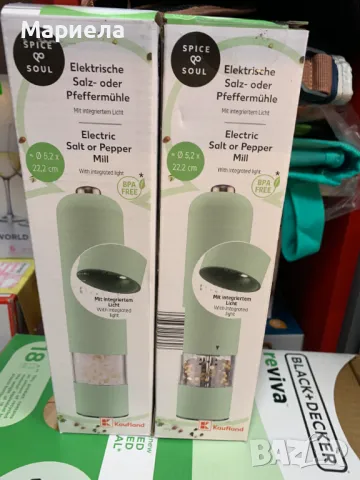 Мариела
SPICE
SOUL
Elektrische
Salz- oder
Pfeffermühle
Mit integriertem Licht
Electric
Salt or Pepper
Mill
With integrated light
~ Ø 5,2 x
22,2 cm
BPA
FREE*
Mit integriertem
Licht
With integrated
light
Kaufland
SPICE
SOUL
Elektrische
Salz- oder
Pfeffermühle
Mit integriertem Licht
Electric
Salt or Pepper
Mill
With integrated light
~ Ø 5,2 x
22,2 cm
BPA
FREE*
Mit integriertem
Licht
With integrated
light
Kaufland
WORLD
18
reviva
BLACK+DECKER
bazar